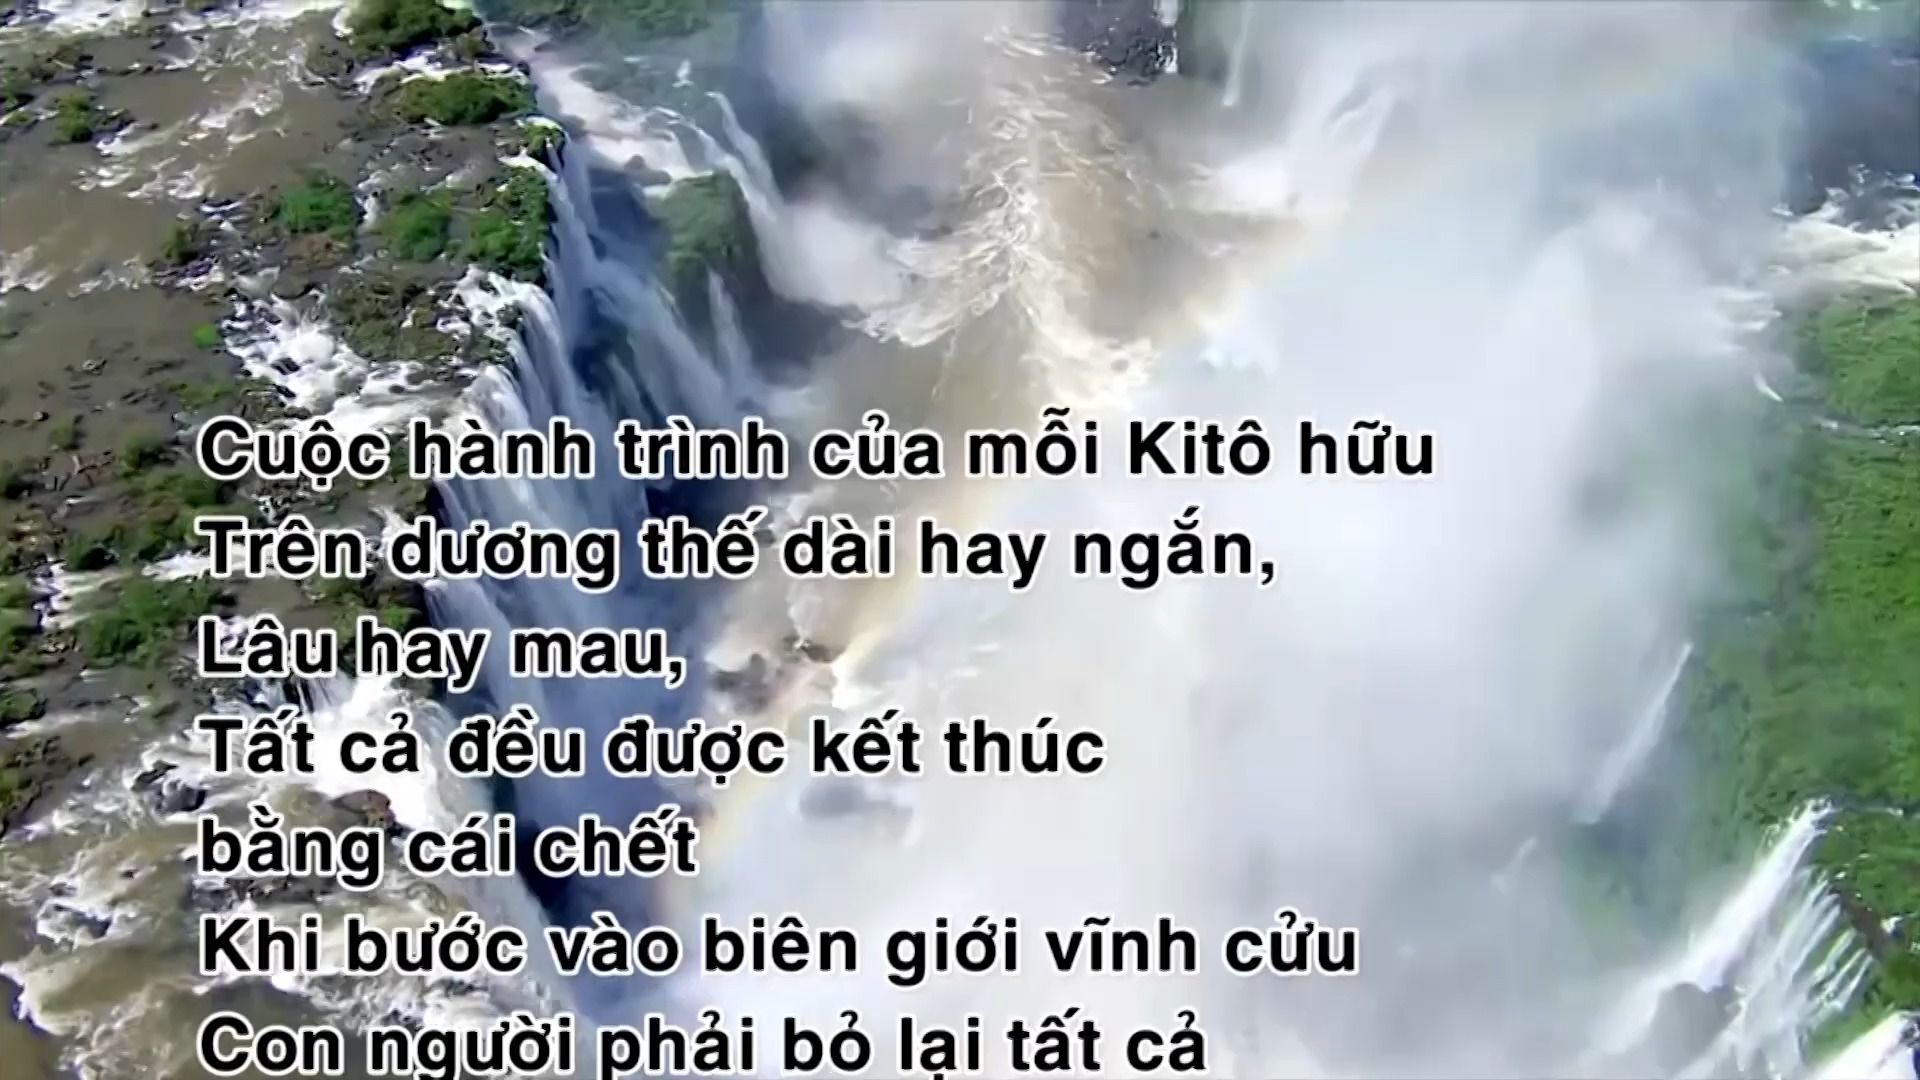 Cuộc hành trình của mỗi Kitô hữu
Trên dương thế dài hay ngắn,
Lâu hay mau,
Tất cả đều được kết thúc
bằng cái chết
Khi bước vào biên giới vĩnh cửu
Con người phải bỏ lại tất cả